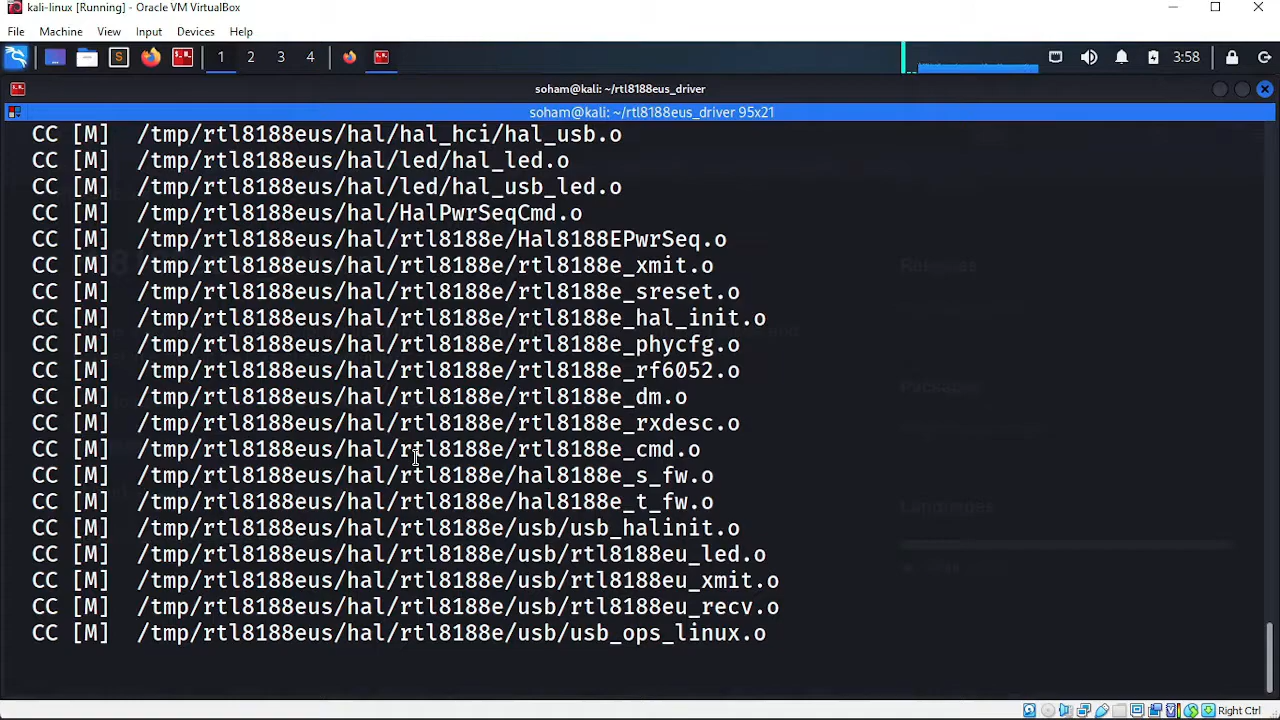 kali-linux [Running] - Oracle VM VirtualBox
File Machine View Input Devices Help
1 2 3 4 3:58
soham@kali: ~/rtl8188eus_driver
soham@kali: ~/rtl8188eus_driver 95x21
CC [M] /tmp/rtl8188eus/hal/hal_hci/hal_usb.o
CC [M] /tmp/rtl8188eus/hal/led/hal_led.o
CC [M] /tmp/rtl8188eus/hal/led/hal_usb_led.o
CC [M] /tmp/rtl8188eus/hal/HalPwrSeqCmd.o
CC [M] /tmp/rtl8188eus/hal/rtl8188e/Hal8188EPwrSeq.o
CC [M] /tmp/rtl8188eus/hal/rtl8188e/rtl8188e_xmit.o
CC [M] /tmp/rtl8188eus/hal/rtl8188e/rtl8188e_sreset.o
CC [M] /tmp/rtl8188eus/hal/rtl8188e/rtl8188e_hal_init.o
CC [M] /tmp/rtl8188eus/hal/rtl8188e/rtl8188e_phycfg.o
CC [M] /tmp/rtl8188eus/hal/rtl8188e/rtl8188e_rf6052.o
CC [M] /tmp/rtl8188eus/hal/rtl8188e/rtl8188e_dm.o
CC [M] /tmp/rtl8188eus/hal/rtl8188e/rtl8188e_rxdesc.o
CC [M] /tmp/rtl8188eus/hal/rtl8188e/rtl8188e_cmd.o
CC [M] /tmp/rtl8188eus/hal/rtl8188e/hal8188e_s_fw.o
CC [M] /tmp/rtl8188eus/hal/rtl8188e/hal8188e_t_fw.o
CC [M] /tmp/rtl8188eus/hal/rtl8188e/usb/usb_halinit.o
CC [M] /tmp/rtl8188eus/hal/rtl8188e/usb/rtl8188eu_led.o
CC [M] /tmp/rtl8188eus/hal/rtl8188e/usb/rtl8188eu_xmit.o
CC [M] /tmp/rtl8188eus/hal/rtl8188e/usb/rtl8188eu_recv.o
CC [M] /tmp/rtl8188eus/hal/rtl8188e/usb/usb_ops_linux.o
Releases
Packages
Languages
Right Ctrl